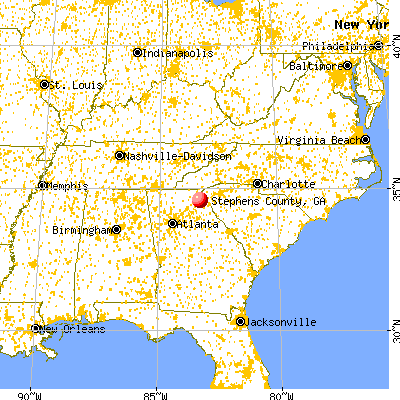 New Yor
40°N
Philadelphia
Indianapolis
Baltimore
St. Louis
Virginia Beach
Nashville-Davidson
Memphis
Charlotte
35°N
Stephens County, GA
Atlanta
Birmingham
Jacksonville
New Orleans
30°N
90°W
85°W
80°W